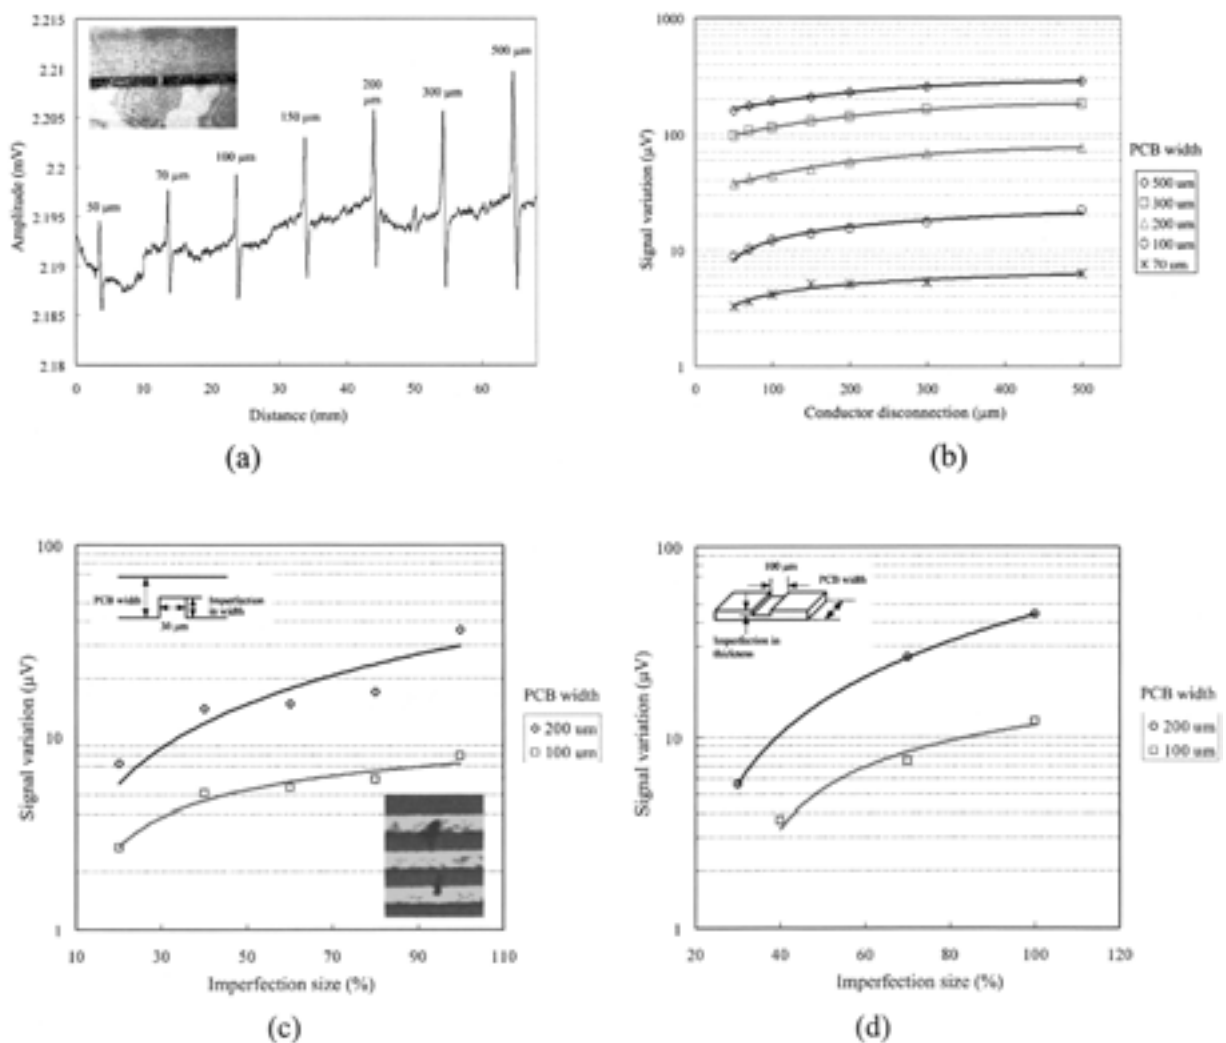 2.215
2.21
2.205
2.2
2.195
2.19
2.185
2.18
Amplitude (mV)
50 µm
70 µm
100 µm
150 µm
200
µm
300 µm
500 µm
0 10 20 30 40 50 60
Distance (mm)
(a)
1000
100
10
1
Signal variation (µV)
0 100 200 300 400 500
Conductor disconnection (µm)
PCB width
500 um
300 um
200 um
100 um
70 um
(b)
100
10
1
Signal variation (µV)
PCB width
Imperfection
in width
30 µm
10 30 50 70 90 110
Imperfection size (%)
PCB width
200 um
100 um
(c)
100
10
1
Signal variation (µV)
100 µm
PCB width
Imperfection in
thickness
20 40 60 80 100 120
Imperfection size (%)
PCB width
200 um
100 um
(d)